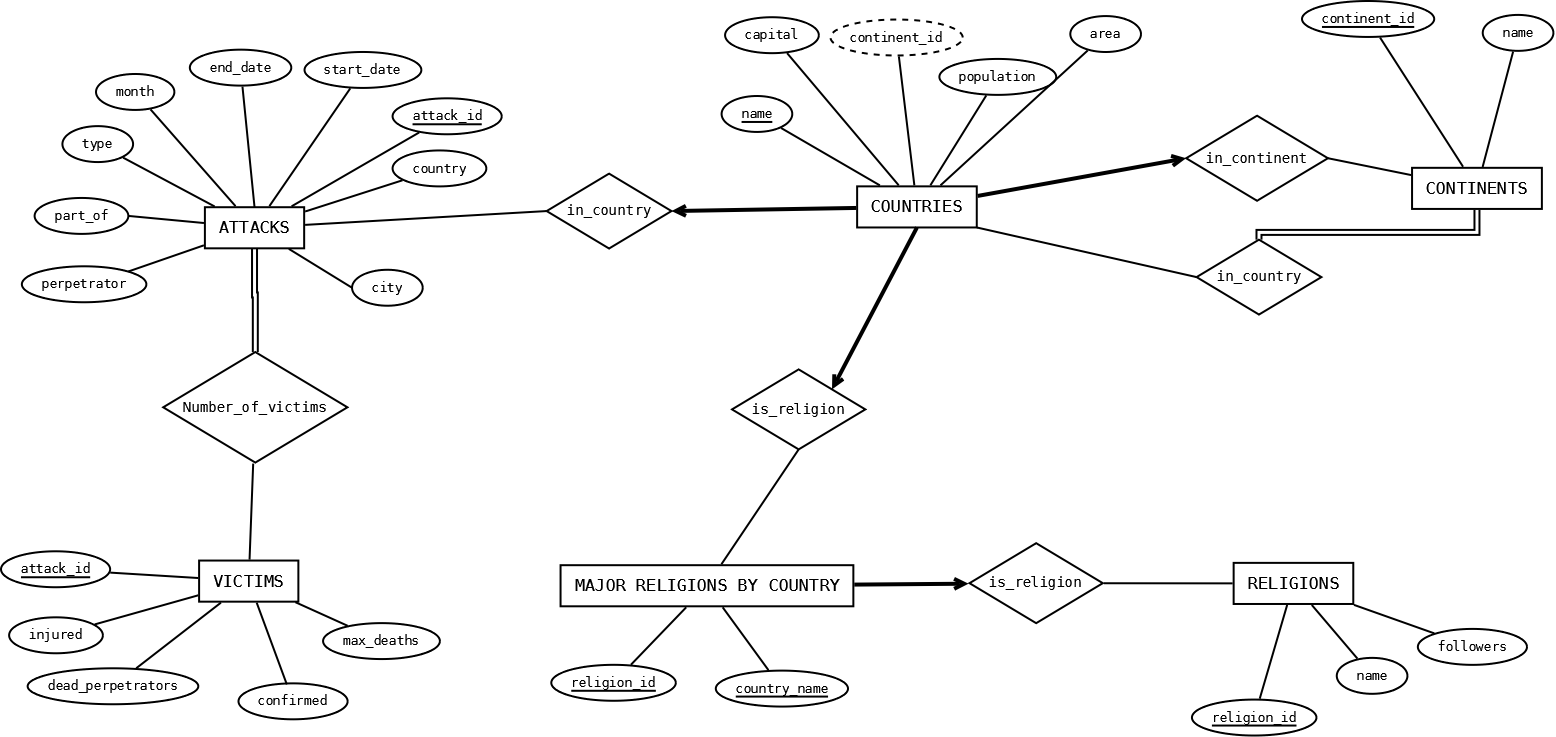 continent_id
name
capital
continent_id
area
population
end_date
start_date
month
attack_id
name
type
country
in_continent
CONTINENTS
part_of
ATTACKS
in_country
COUNTRIES
perpetrator
city
in_country
Number_of_victims
is_religion
attack_id
VICTIMS
MAJOR RELIGIONS BY COUNTRY
is_religion
RELIGIONS
injured
max_deaths
followers
dead_perpetrators
confirmed
religion_id
country_name
name
religion_id